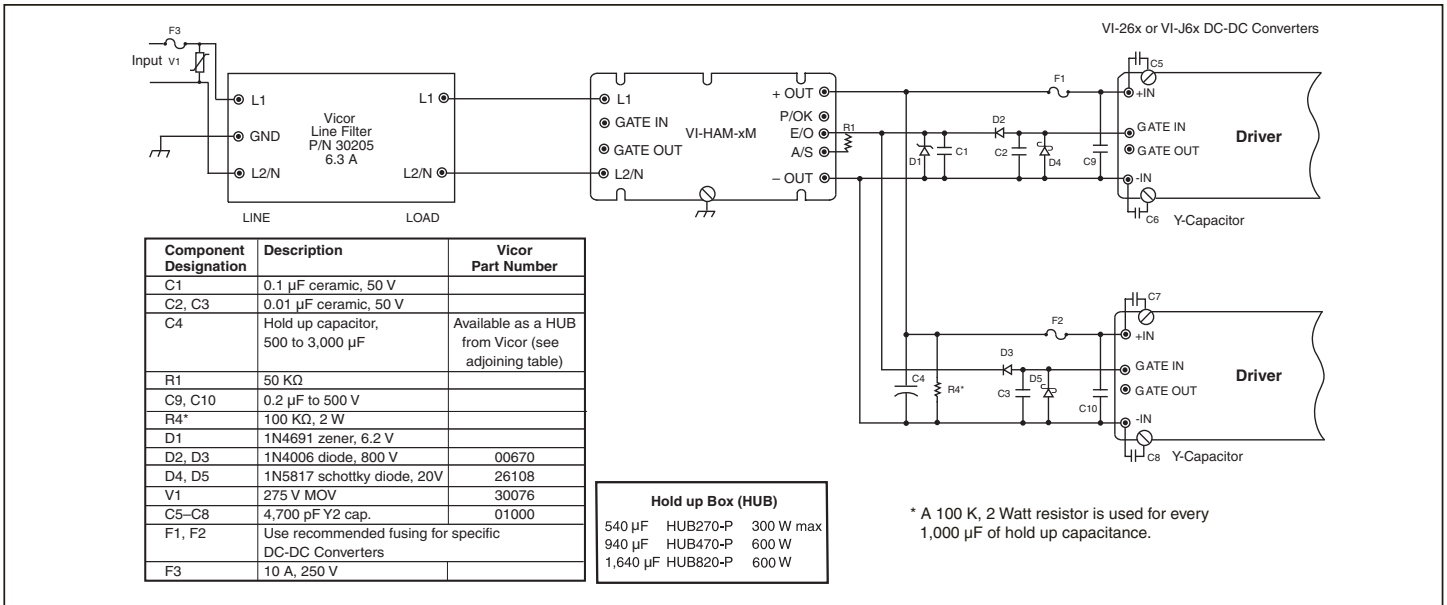 VI-26x or VI-J6x DC-DC Converters
F3
Input V1
L1
GND
L2/N
Vicor
Line Filter
P/N 30205
6.3 A
L1
L2/N
LINE
LOAD
L1
GATE IN
GATE OUT
L2/N
VI-HAM-xM
+ OUT
P/OK
E/O
A/S
– OUT
R1
D1
C1
D2
C2
D4
F1
C9
C5
+IN
GATE IN
GATE OUT
-IN
Driver
C6 Y-Capacitor
C4
R4*
D3
C3
D5
F2
C10
C7
+IN
GATE IN
GATE OUT
-IN
Driver
C8 Y-Capacitor
Component Designation Description Vicor Part Number
C1 0.1 µF ceramic, 50 V
C2, C3 0.01 µF ceramic, 50 V
C4 Hold up capacitor, Available as a HUB
500 to 3,000 µF from Vicor (see
adjoining table)
R1 50 KΩ
C9, C10 0.2 µF to 500 V
R4* 100 KΩ, 2 W
D1 1N4691 zener, 6.2 V
D2, D3 1N4006 diode, 800 V 00670
D4, D5 1N5817 schottky diode, 20V 26108
V1 275 V MOV 30076
C5–C8 4,700 pF Y2 cap. 01000
F1, F2 Use recommended fusing for specific
DC-DC Converters
F3 10 A, 250 V
Hold up Box (HUB)
540 µF HUB270-P 300 W max
940 µF HUB470-P 600 W
1,640 µF HUB820-P 600 W
* A 100 K, 2 Watt resistor is used for every
1,000 µF of hold up capacitance.